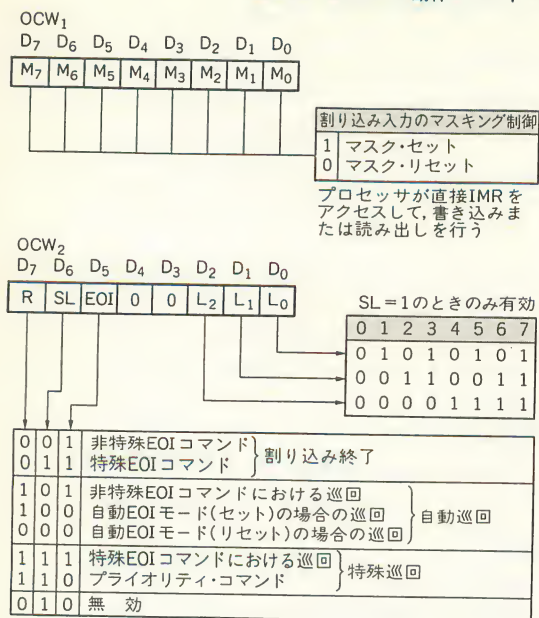 OCW₁
D₇ D₆ D₅ D₄ D₃ D₂ D₁ D₀
M₇ M₆ M₅ M₄ M₃ M₂ M₁ M₀
割り込み入力のマスキング制御
1 マスク・セット
0 マスク・リセット
プロセッサが直接IMRを
アクセスして,書き込みま
たは読み出しを行う
OCW₂
D₇ D₆ D₅ D₄ D₃ D₂ D₁ D₀
R SL EOI 0 0 L₂ L₁ L₀
SL=1のときのみ有効
0 1 2 3 4 5 6 7
0 1 0 1 0 1 0 1
0 0 1 1 0 0 1 1
0 0 0 0 1 1 1 1
0 0 1 非特殊EOIコマンド
0 1 1 特殊EOIコマンド
割り込み終了
1 0 1 非特殊EOIコマンドにおける巡回
1 0 0 自動EOIモード(セット)の場合の巡回
0 0 0 自動EOIモード(リセット)の場合の巡回
自動巡回
1 1 1 特殊EOIコマンドにおける巡回
1 1 0 プライオリティ・コマンド
特殊巡回
0 1 0 無 効